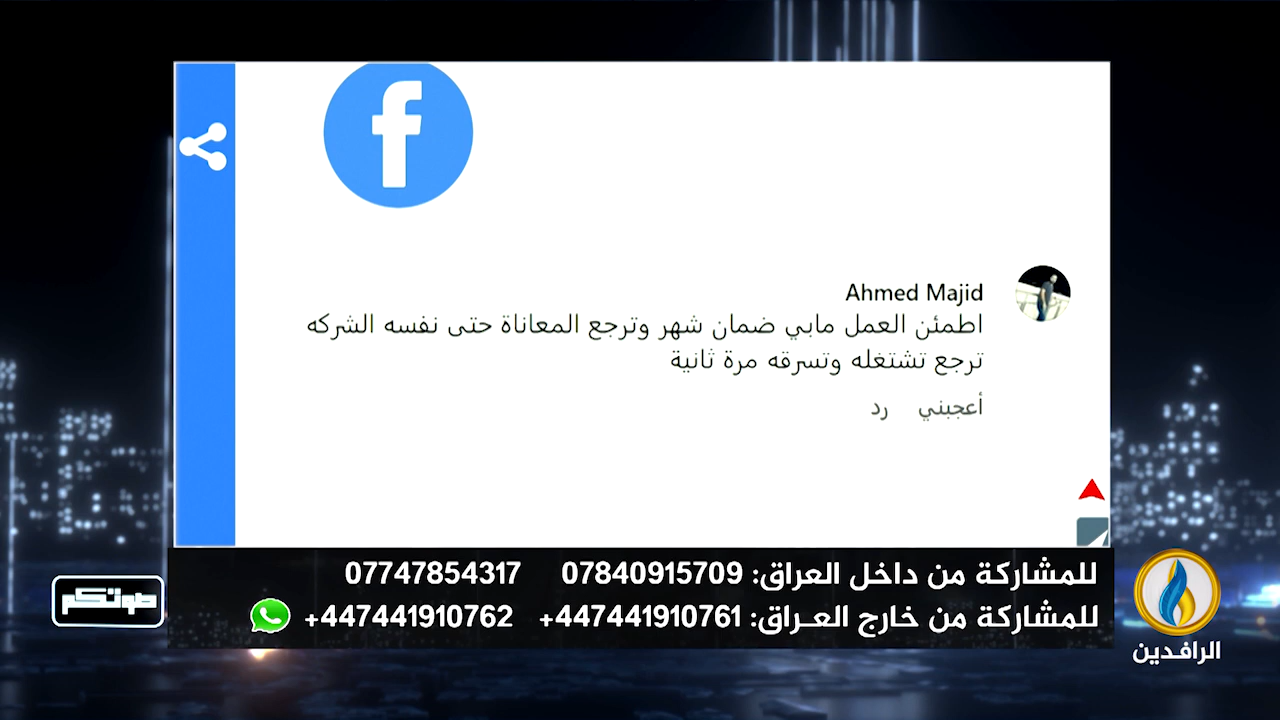 Ahmed Majid
اطمئن العمل مابي ضمان شهر وترجع المعاناة حتى نفسه الشركه
ترجع تشتغله وتسرقه مرة ثانية
أعجبني رد
للمشاركة من داخل العراق: 07840915709 07747854317
للمشاركة من خارج العـراق: 447441910761+ 447441910762+
صوتكم
الرافدين